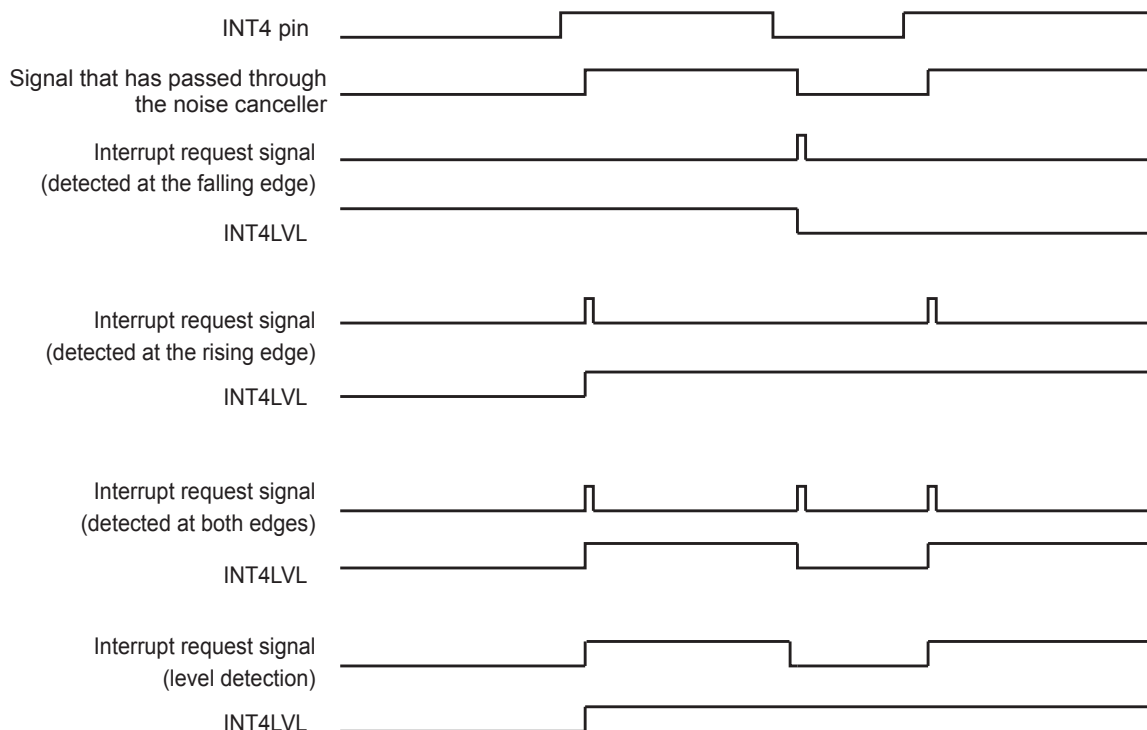 INT4 pin
Signal that has passed through
the noise canceller
Interrupt request signal
(detected at the falling edge)
INT4LVL
Interrupt request signal
(detected at the rising edge)
INT4LVL
Interrupt request signal
(detected at both edges)
INT4LVL
Interrupt request signal
(level detection)
INT4LVL